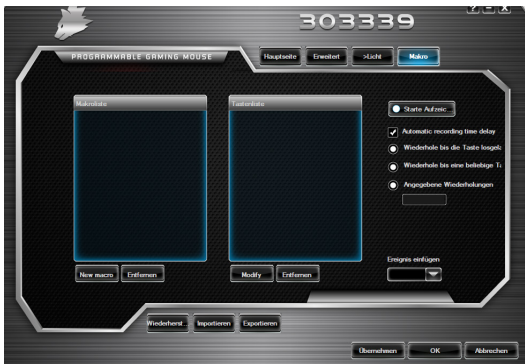 ? – X
303339
PROGRAMMABLE GAMING MOUSE
Hauptseite
Erweitert
>Licht
Makro
Makroliste
Tastenliste
Starte Aufzeic...
Automatic recording time delay
Wiederhole bis die Taste losgela
Wiederhole bis eine beliebige Ta
Angegebene Wiederholungen
Ereignis einfügen
New macro
Entfernen
Modify
Entfernen
Wiederherst...
Importieren
Exportieren
Übernehmen
OK
Abbrechen